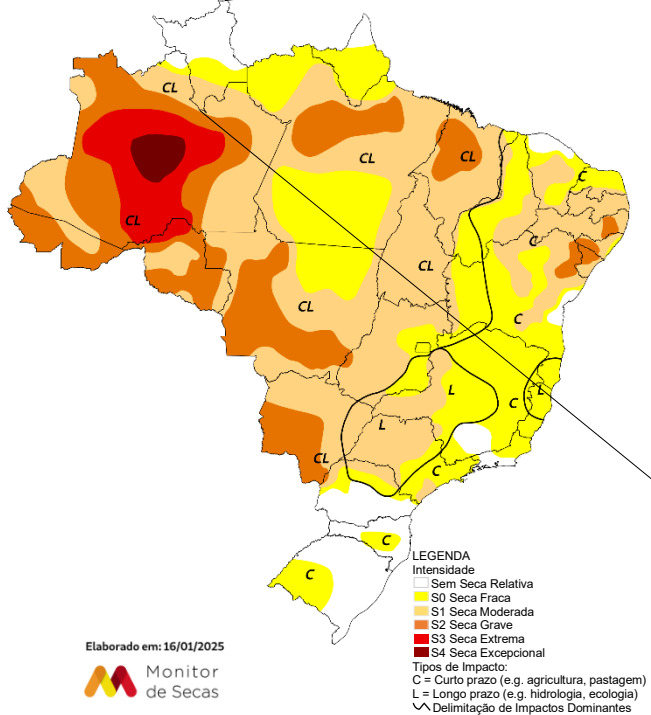 CL
CL
CL
C
CL
C
CL
CL
C
L
L
C
L
CL
C
C
C
LEGENDA
Intensidade
Sem Seca Relativa
S0 Seca Fraca
S1 Seca Moderada
S2 Seca Grave
S3 Seca Extrema
S4 Seca Excepcional
Tipos de Impacto:
C = Curto prazo (e.g. agricultura, pastagem)
L = Longo prazo (e.g. hidrologia, ecologia)
Delimitação de Impactos Dominantes
Elaborado em: 16/01/2025
Monitor
de Secas